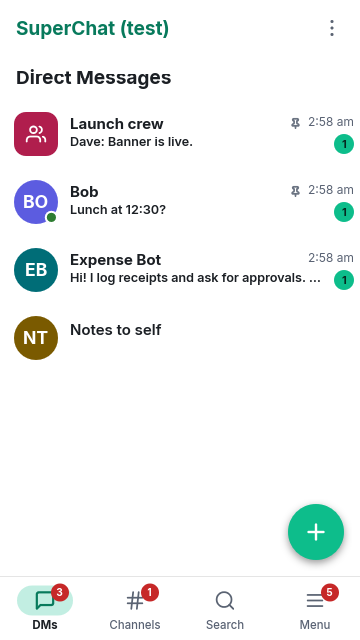 SuperChat (test)
Direct Messages
Launch crew
2:58 am
Dave: Banner is live.
1
BO
Bob
2:58 am
Lunch at 12:30?
1
EB
Expense Bot
2:58 am
Hi! I log receipts and ask for approvals. ...
1
NT
Notes to self
3
1
5
DMs
Channels
Search
Menu